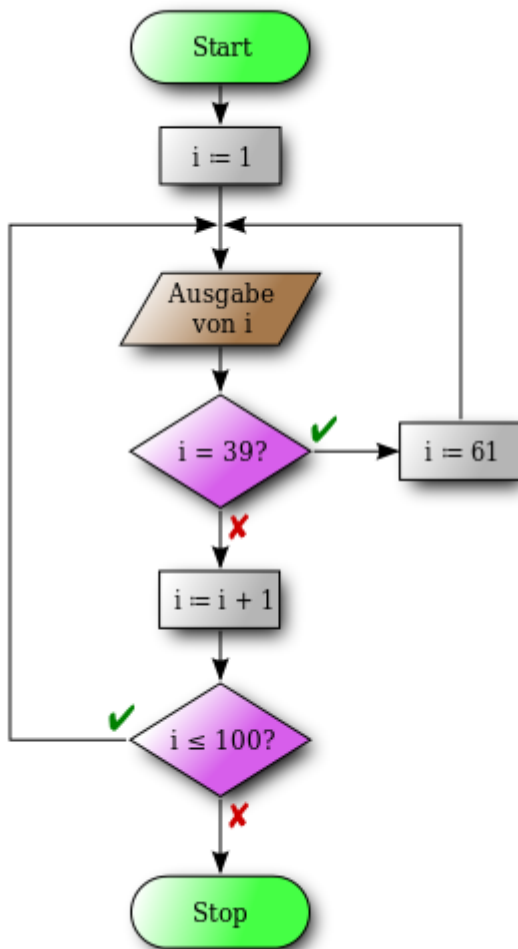 Start
i ≔ 1
Ausgabe
von i
i = 39?
✔
i ≔ 61
✘
i ≔ i + 1
✔
i ≤ 100?
✘
Stop